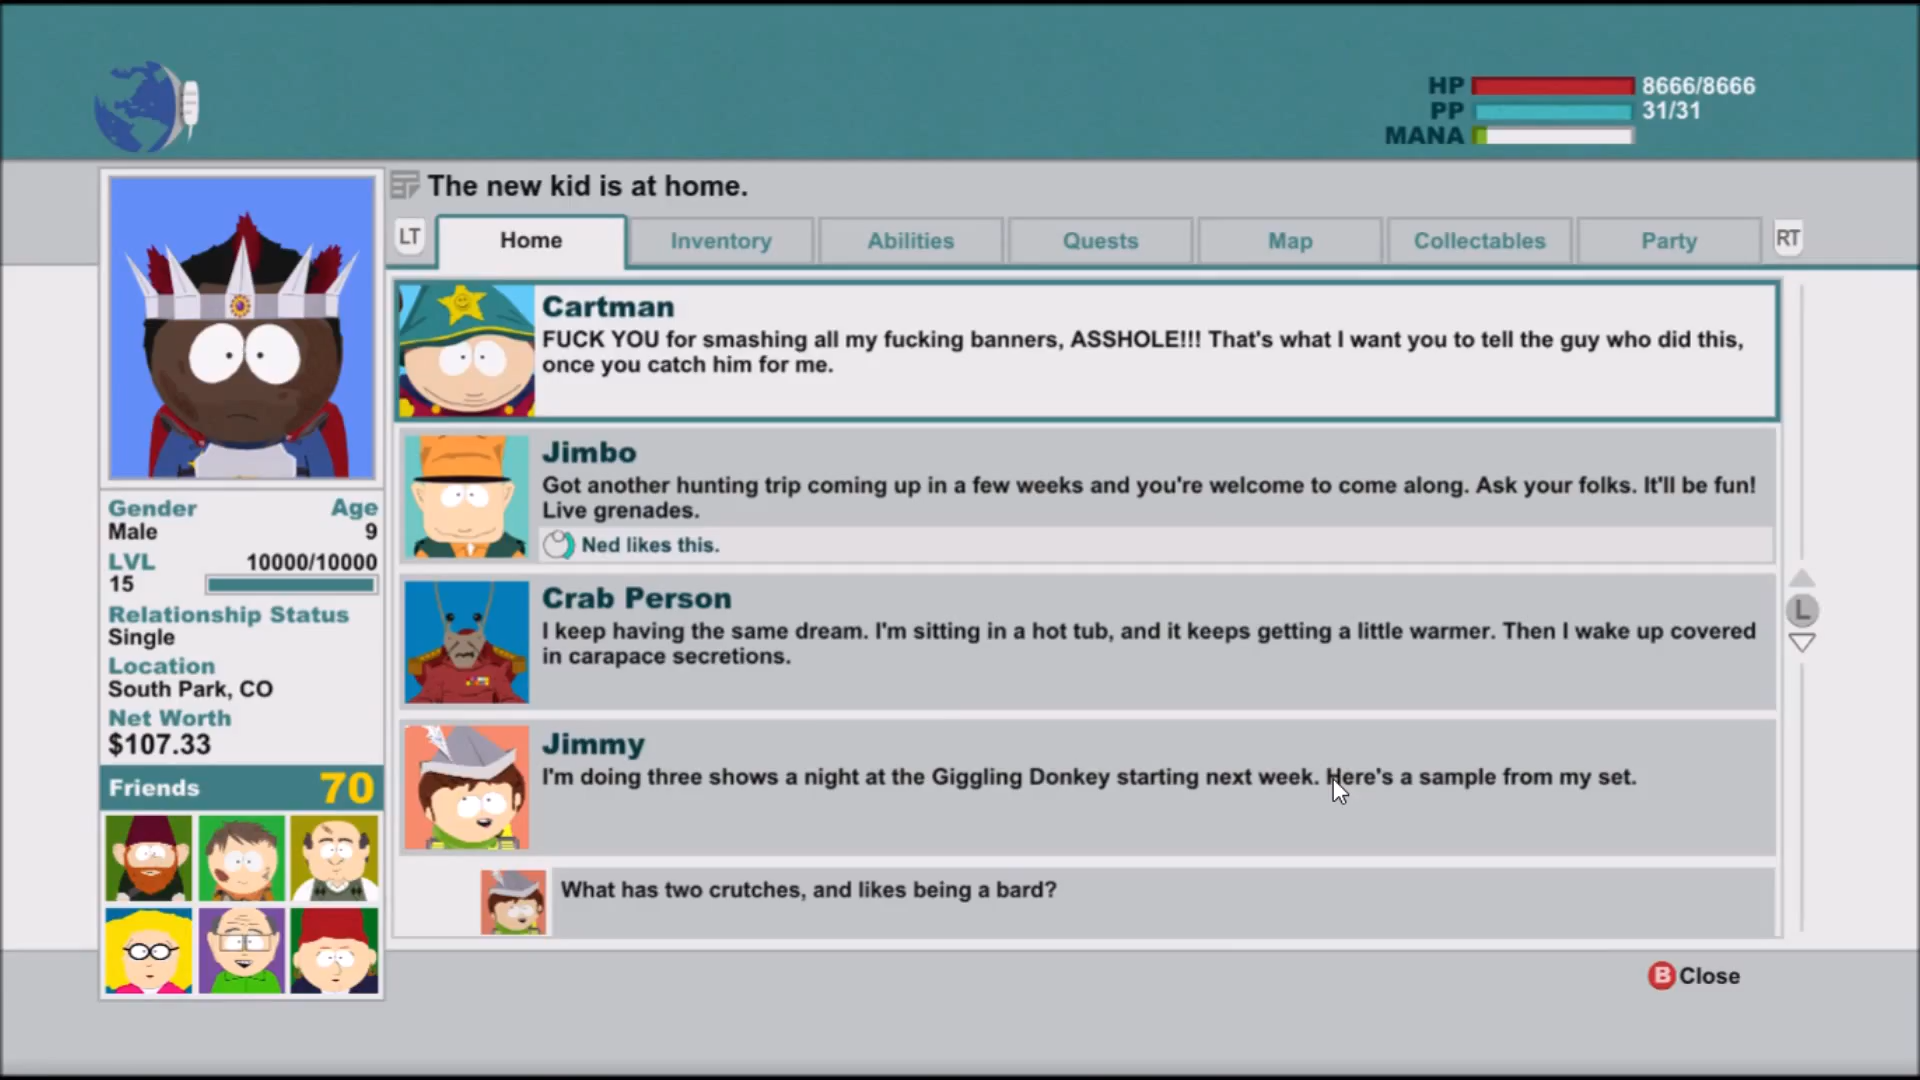 HP 8666/8666
PP 31/31
MANA
The new kid is at home.
LT Home Inventory Abilities Quests Map Collectables Party RT
Cartman
FUCK YOU for smashing all my fucking banners, ASSHOLE!!! That's what I want you to tell the guy who did this,
once you catch him for me.
Jimbo
Got another hunting trip coming up in a few weeks and you're welcome to come along. Ask your folks. It'll be fun!
Live grenades.
Ned likes this.
Crab Person
I keep having the same dream. I'm sitting in a hot tub, and it keeps getting a little warmer. Then I wake up covered
in carapace secretions.
Jimmy
I'm doing three shows a night at the Giggling Donkey starting next week. Here's a sample from my set.
What has two crutches, and likes being a bard?
L
Gender Age
Male 9
LVL 10000/10000
15
Relationship Status
Single
Location
South Park, CO
Net Worth
$107.33
Friends 70
B Close